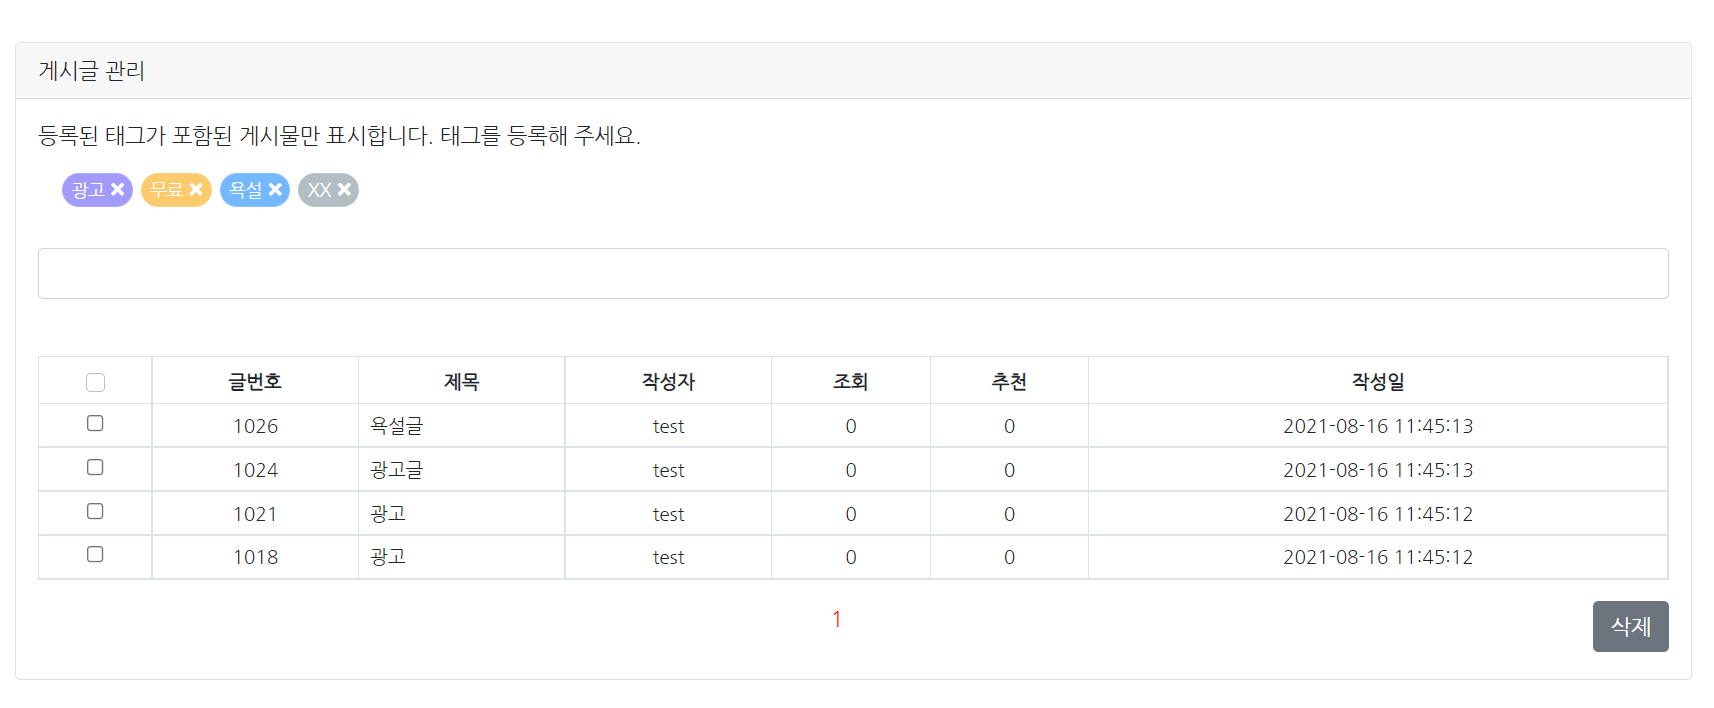 게시글 관리
등록된 태그가 포함된 게시물만 표시합니다. 태그를 등록해 주세요.
광고 × 무료 × 욕설 × XX ×
글번호 제목 작성자 조회 추천 작성일
1026 욕설글 test 0 0 2021-08-16 11:45:13
1024 광고글 test 0 0 2021-08-16 11:45:13
1021 광고 test 0 0 2021-08-16 11:45:12
1018 광고 test 0 0 2021-08-16 11:45:12
1
삭제